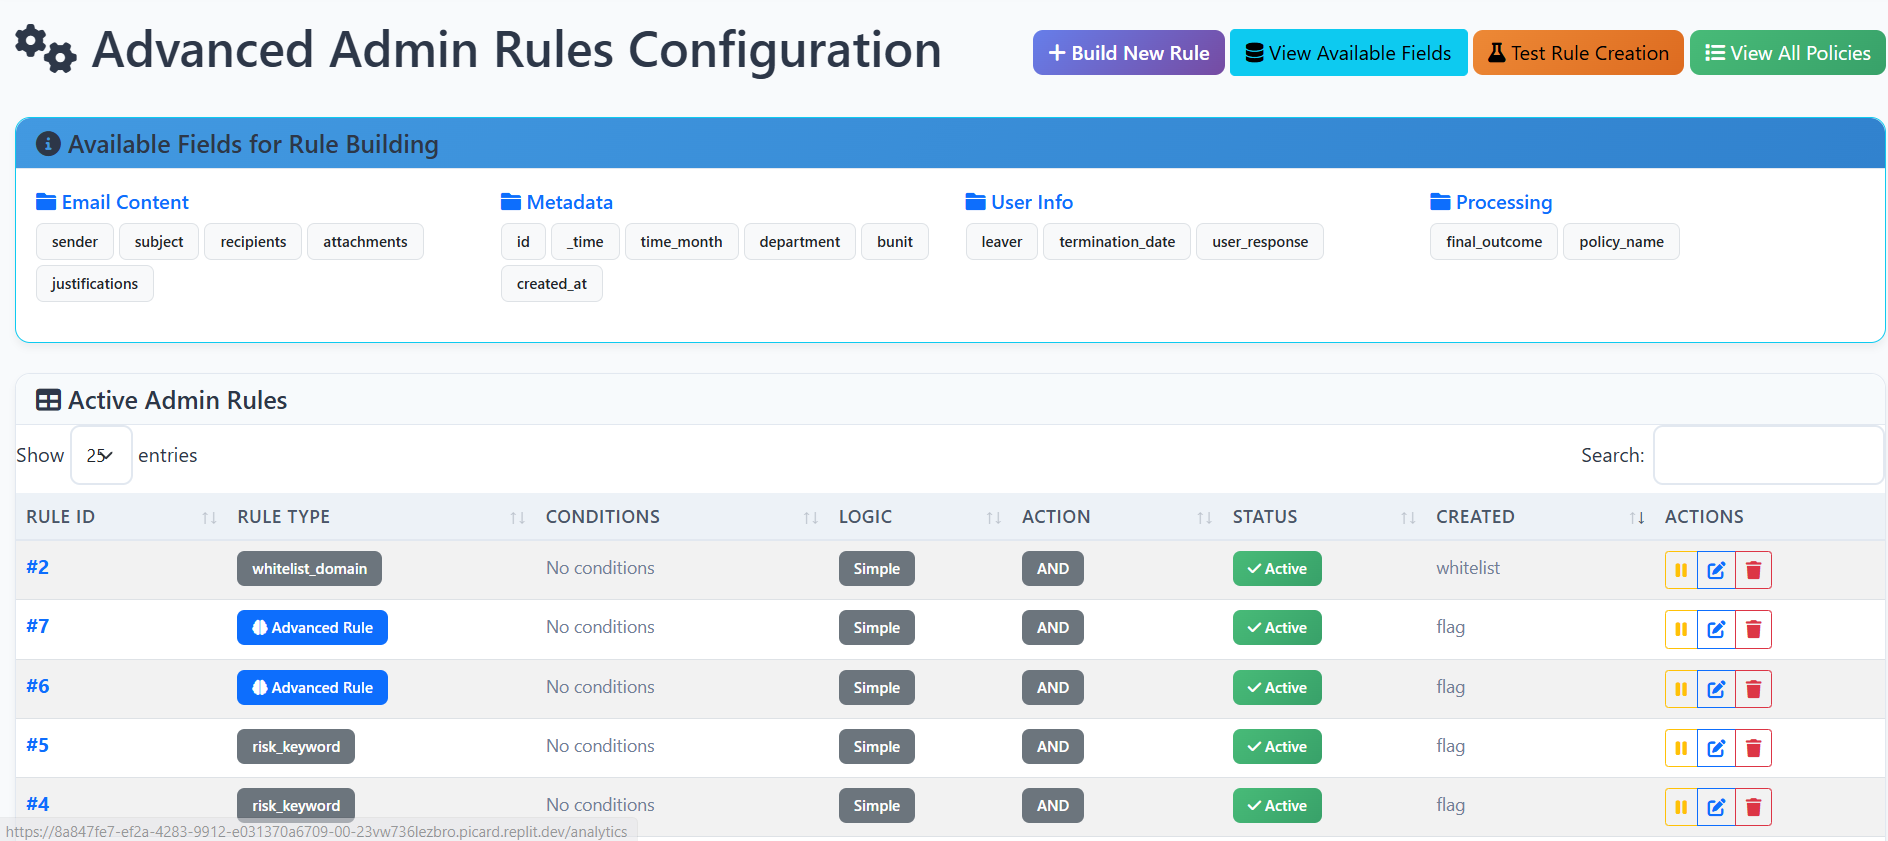 Advanced Admin Rules Configuration
Build New Rule
View Available Fields
Test Rule Creation
View All Policies
Available Fields for Rule Building
Email Content
sender subject recipients attachments
justifications
Metadata
id _time time_month department bunit
created_at
User Info
leaver termination_date user_response
Processing
final_outcome policy_name
Active Admin Rules
Show 25 entries
Search:
RULE ID RULE TYPE CONDITIONS LOGIC ACTION STATUS CREATED ACTIONS
#2 whitelist_domain No conditions Simple AND Active whitelist
#7 Advanced Rule No conditions Simple AND Active flag
#6 Advanced Rule No conditions Simple AND Active flag
#5 risk_keyword No conditions Simple AND Active flag
#4 risk_keyword No conditions Simple AND Active flag
https://8a847fe7-ef2a-4283-9912-e031370a6709-00-23vw736lezbro.picard.replit.dev/analytics